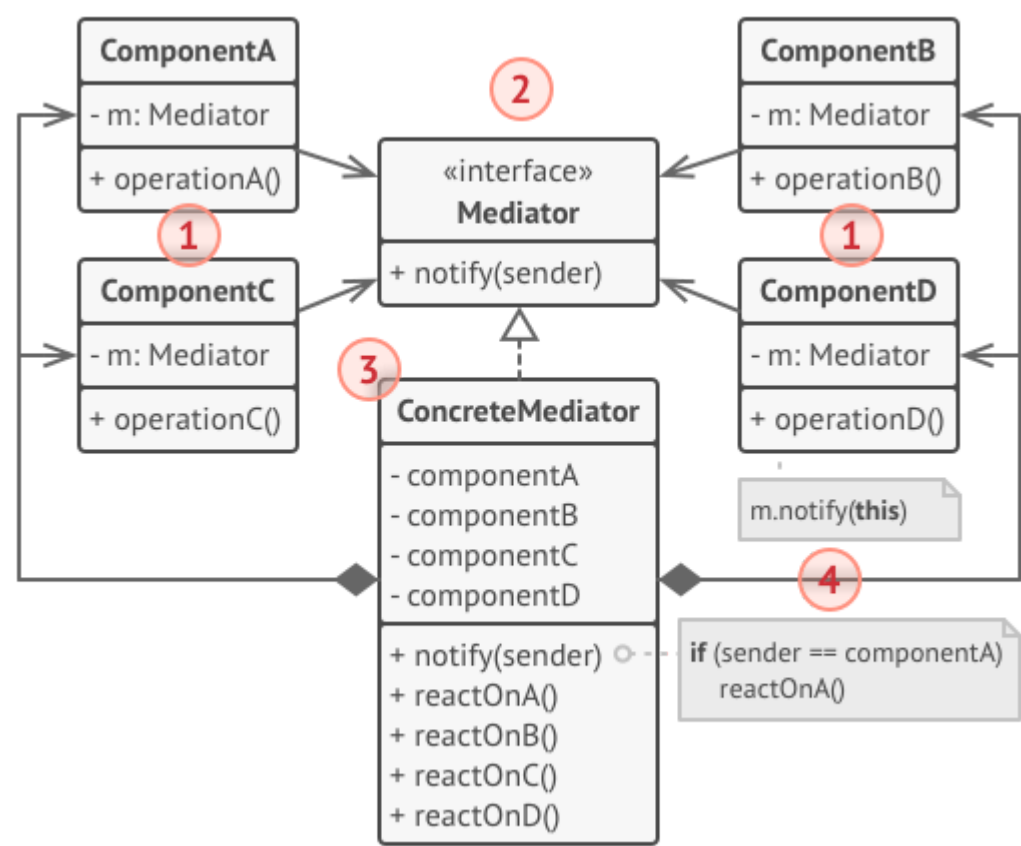 ComponentA
- m: Mediator
+ operationA()
1
ComponentC
- m: Mediator
+ operationC()
2
«interface»
Mediator
+ notify(sender)
3
ConcreteMediator
- componentA
- componentB
- componentC
- componentD
+ notify(sender)
+ reactOnA()
+ reactOnB()
+ reactOnC()
+ reactOnD()
ComponentB
- m: Mediator
+ operationB()
1
ComponentD
- m: Mediator
+ operationD()
m.notify(this)
4
if (sender == componentA)
reactOnA()